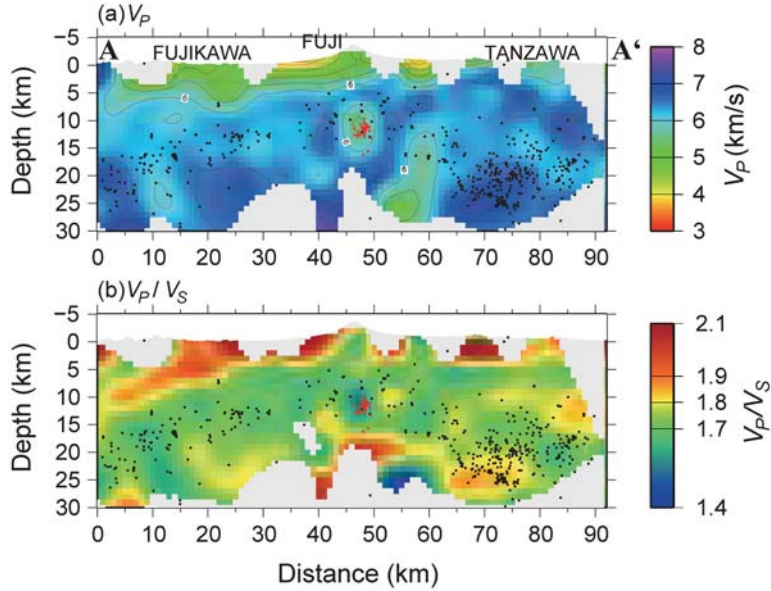 (a) VP
A FUJIKAWA FUJI TANZAWA A‘
−5
0
5
10
15
20
25
30
Depth (km)
6 6 6 6
0 10 20 30 40 50 60 70 80 90
8
7
6
5
4
3
VP (km/s)
(b) VP / VS
−5
0
5
10
15
20
25
30
Depth (km)
0 10 20 30 40 50 60 70 80 90
Distance (km)
2.1
1.9
1.8
1.7
1.4
VP/VS